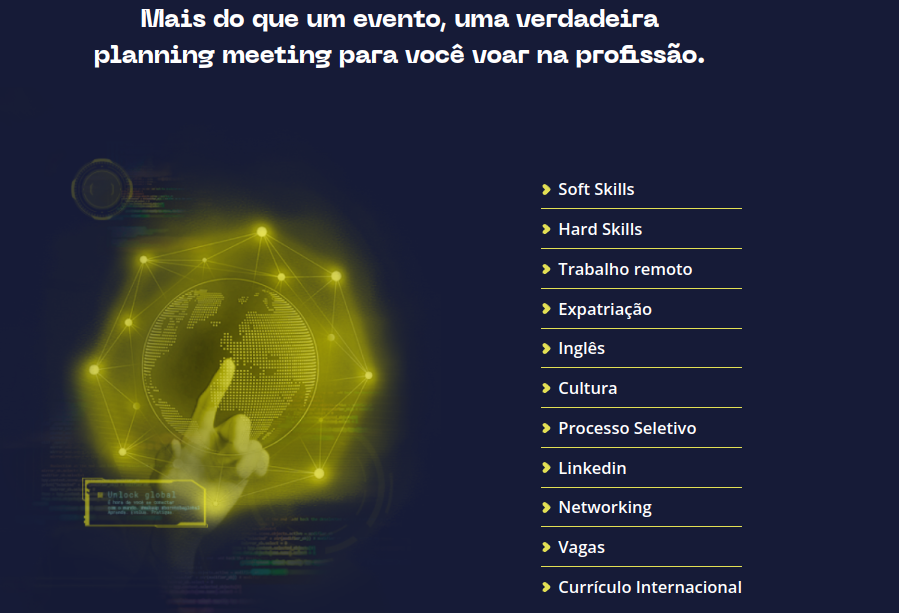 Mais do que um evento, uma verdadeira
planning meeting para você voar na profissão.
Soft Skills
Hard Skills
Trabalho remoto
Expatriação
Inglês
Cultura
Processo Seletivo
Linkedin
Networking
Vagas
Currículo Internacional
Unlock global